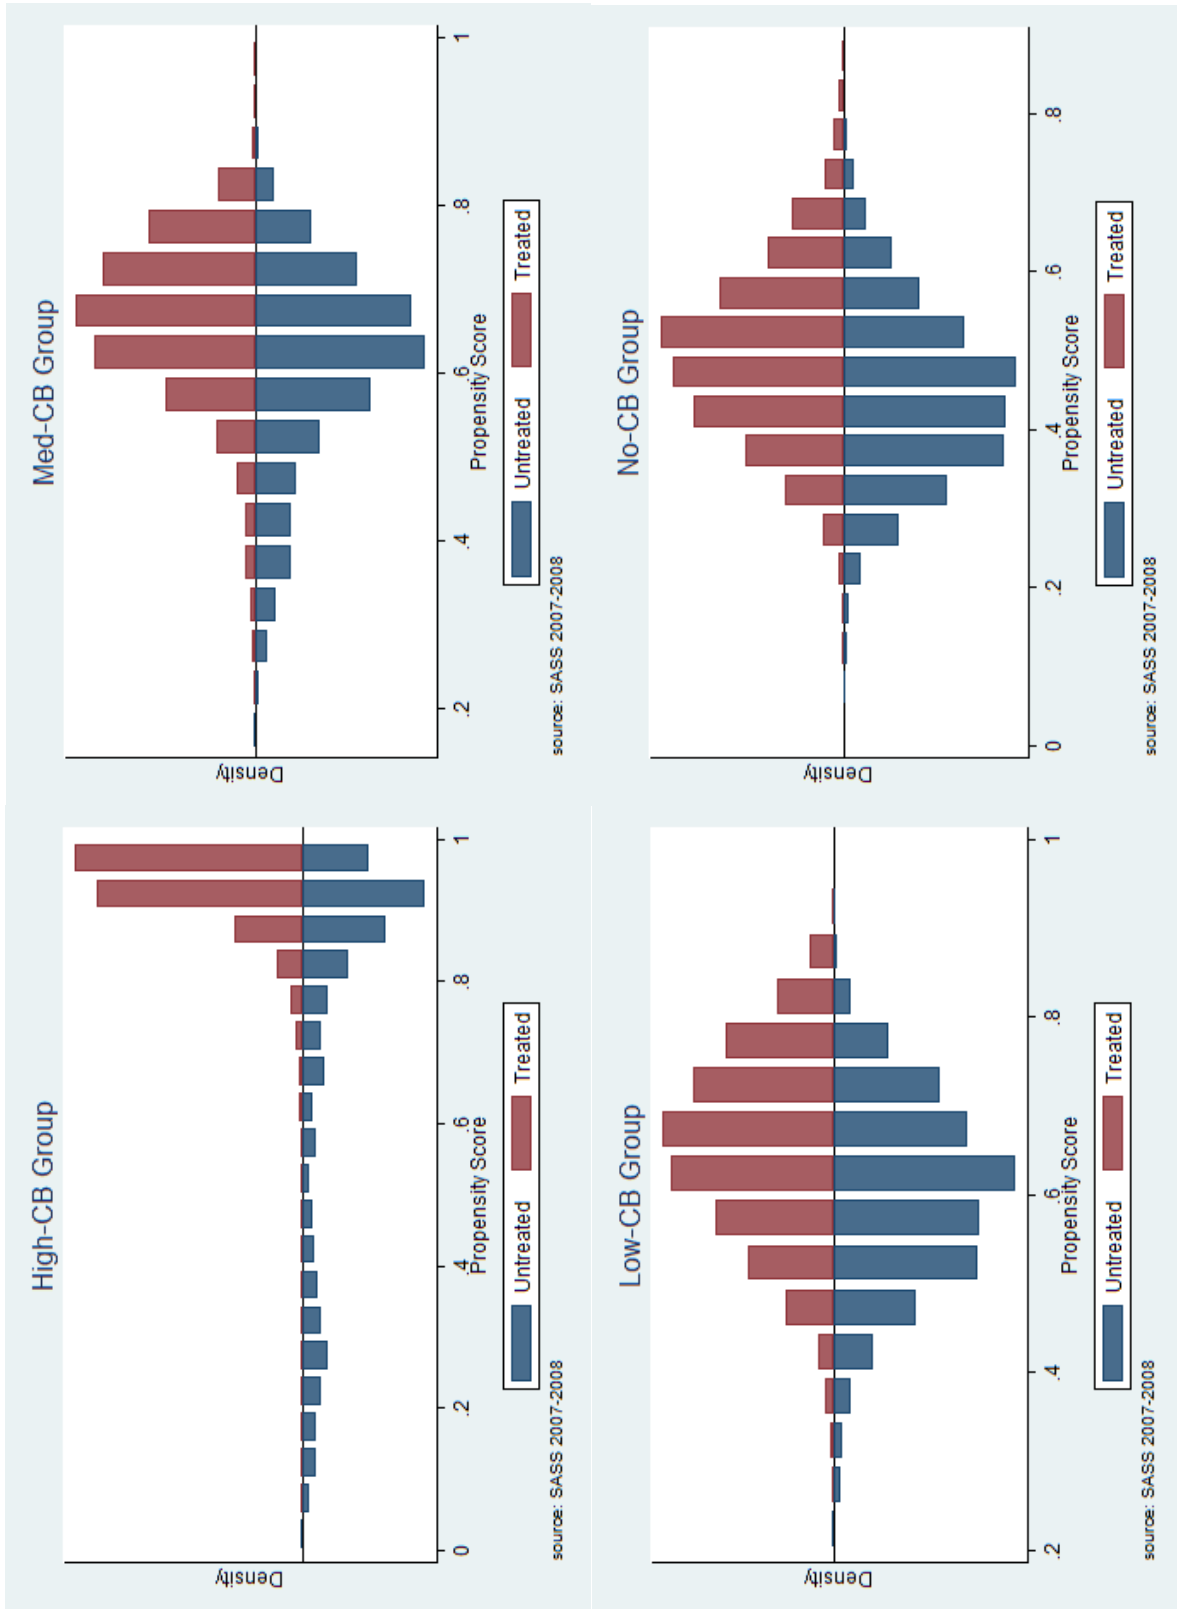 High-CB Group
Density
0 .2 .4 .6 .8 1
Propensity Score
Untreated Treated
source: SASS 2007-2008
Med-CB Group
Density
.2 .4 .6 .8 1
Propensity Score
Untreated Treated
source: SASS 2007-2008
Low-CB Group
Density
.2 .4 .6 .8 1
Propensity Score
Untreated Treated
source: SASS 2007-2008
No-CB Group
Density
0 .2 .4 .6 .8
Propensity Score
Untreated Treated
source: SASS 2007-2008